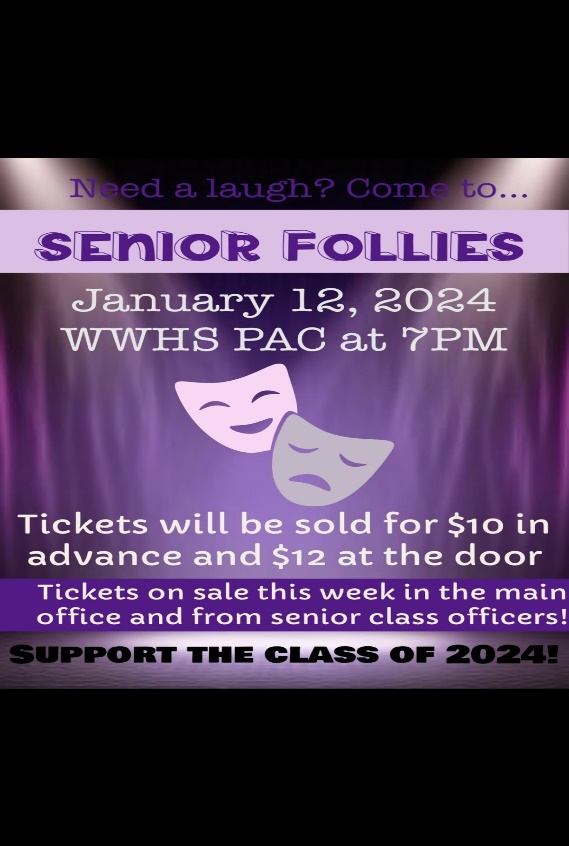 Need a laugh? Come to...
SENIOR FOLLIES
January 12, 2024
WWHS PAC at 7PM
Tickets will be sold for $10 in
advance and $12 at the door
Tickets on sale this week in the main
office and from senior class officers!
SUPPORT THE CLASS OF 2024!